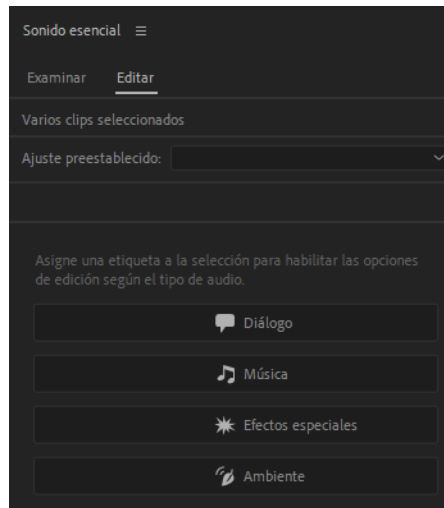 Sonido esencial
Examinar Editar
Varios clips seleccionados
Ajuste preestablecido:
Asigne una etiqueta a la selección para habilitar las opciones
de edición según el tipo de audio.
Diálogo
Música
Efectos especiales
Ambiente